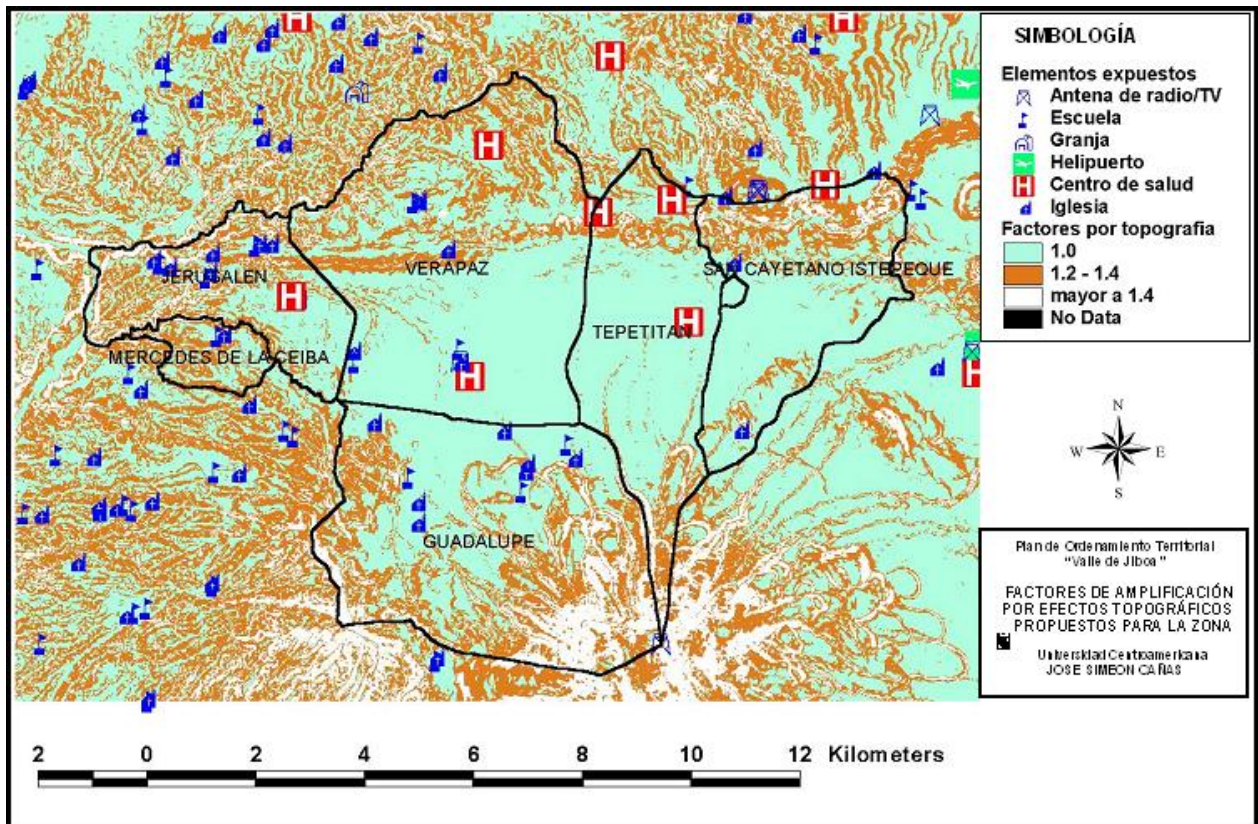 SIMBOLOGÍA
Elementos expuestos
Antena de radio/TV
Escuela
Granja
Helipuerto
H Centro de salud
Iglesia
Factores por topografia
1.0
1.2 - 1.4
mayor a 1.4
No Data
H
H
H
H
H
H
H
JERUSALEN
VERAPAZ
SAN CAYETANO ISTEPEQUE
H
H
TEPETITAN
MERCEDES DE LA CEIBA
H
H
GUADALUPE
N
W E
S
Plan de Ordenamiento Territorial
"Valle de Jiboa"
FACTORES DE AMPLIFICACIÓN
POR EFECTOS TOPOGRÁFICOS
PROPUESTOS PARA LA ZONA
Universidad Centroamericana
JOSE SIMEON CAÑAS
2 0 2 4 6 8 10 12 Kilometers